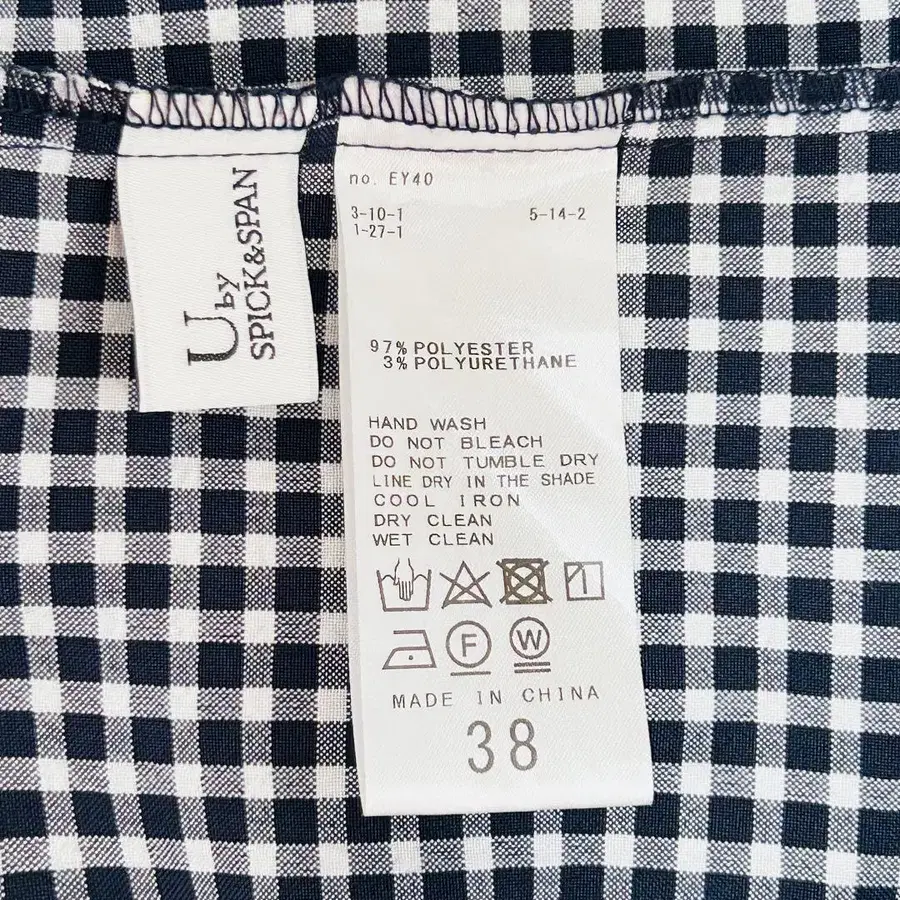 U by
SPICK&SPAN
no. EY40
3-10-1 5-14-2
1-27-1
97% POLYESTER
3% POLYURETHANE
HAND WASH
DO NOT BLEACH
DO NOT TUMBLE DRY
LINE DRY IN THE SHADE
COOL IRON
DRY CLEAN
WET CLEAN
F W
MADE IN CHINA
38